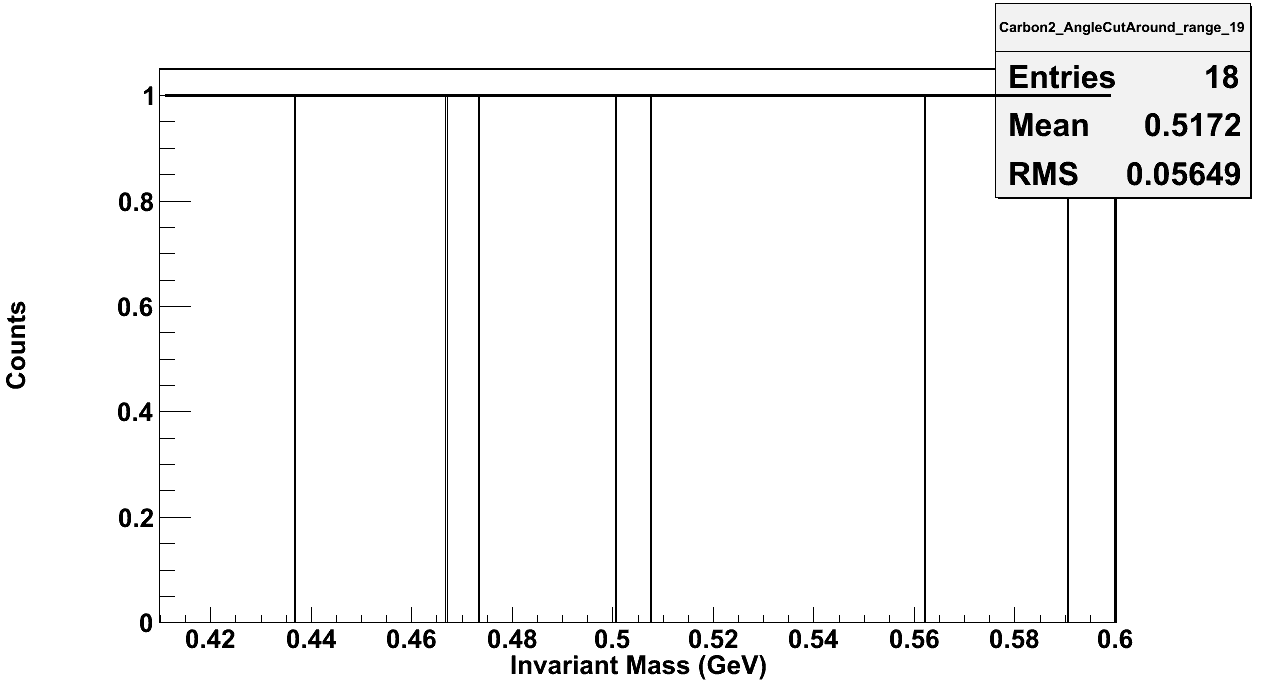 Carbon2_AngleCutAround_range_19
Entries 18
Mean 0.5172
RMS 0.05649
Counts
1
0.8
0.6
0.4
0.2
0
0.42 0.44 0.46 0.48 0.5 0.52 0.54 0.56 0.58 0.6
Invariant Mass (GeV)